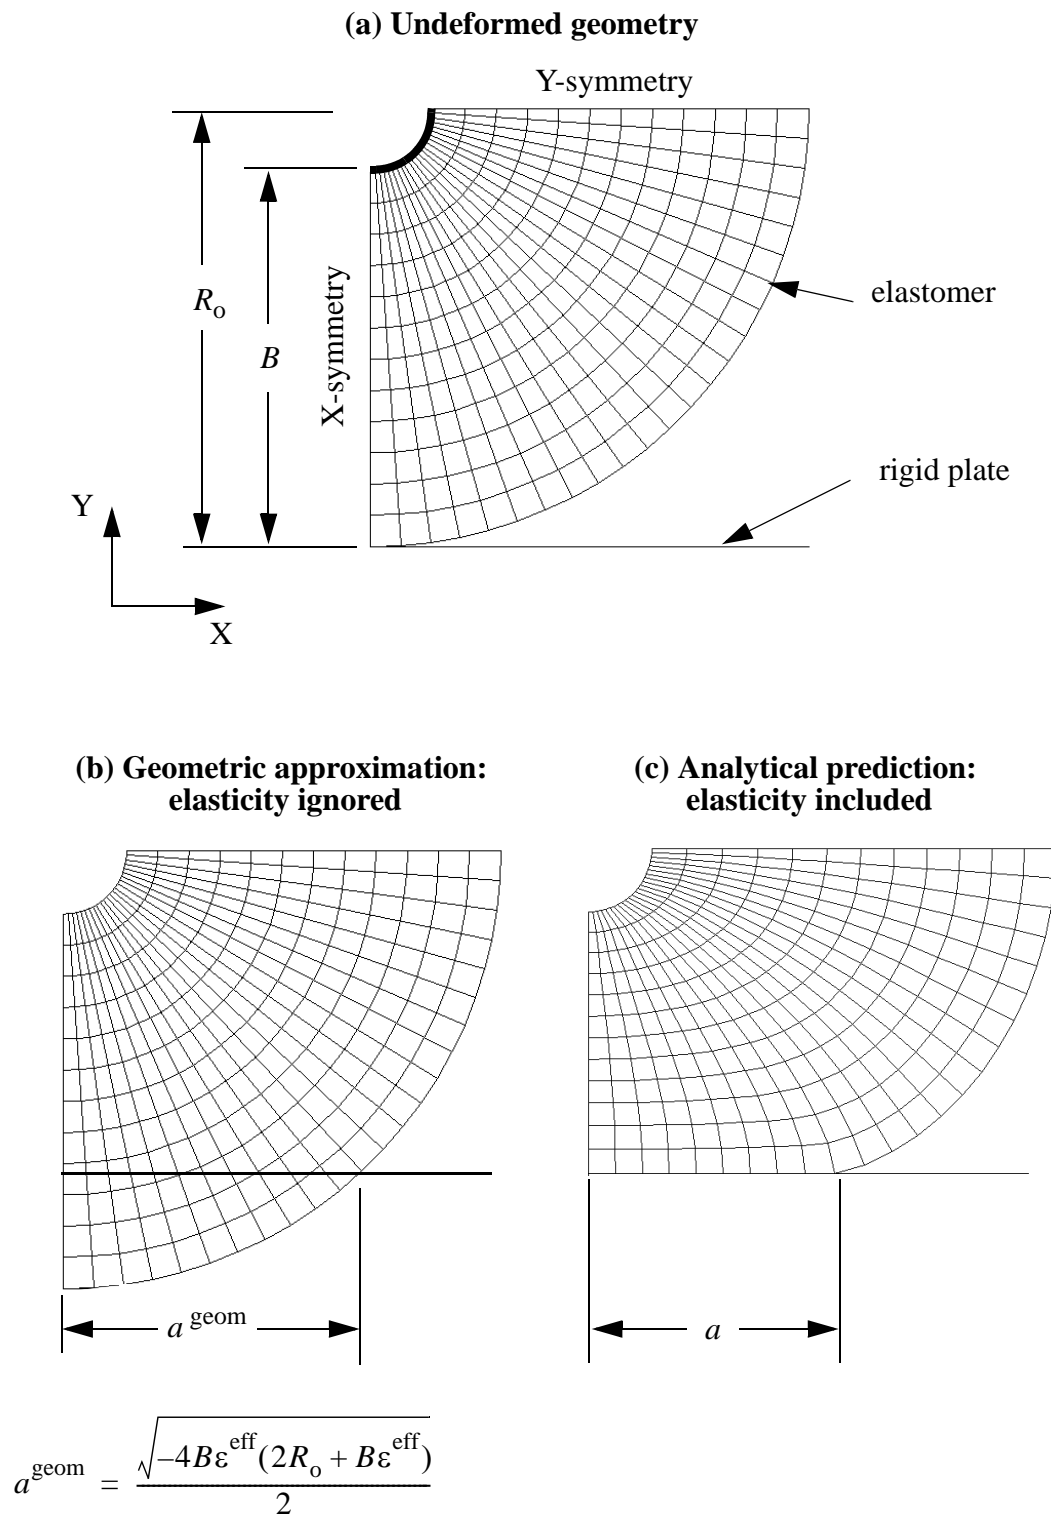 (a) Undeformed geometry
Y-symmetry
R_o
B
X-symmetry
elastomer
rigid plate
Y
X
(b) Geometric approximation:
elasticity ignored
(c) Analytical prediction:
elasticity included
a^geom
a
a^geom = √(–4Bε^eff(2R_o + Bε^eff)) / 2